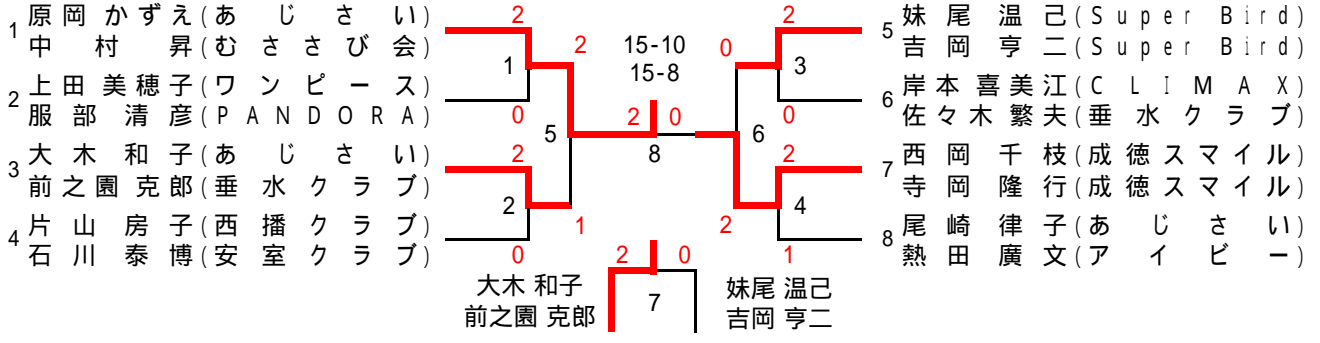 1 原岡 かずえ(あじさい)
中村 昇(むささび会)
2 上田 美穂子(ワンピース)
服部 清彦(PANDORA)
3 大木 和子(あじさい)
前之園 克郎(垂水クラブ)
4 片山 房子(西播クラブ)
石川 泰博(安室クラブ)
2
1
0
2
2
0
2
5
1
15-10
15-8
2 0
8
2
3
0
0
2
4
1
0
6
2
5 妹尾 温己(Super Bird)
吉岡 亨二(Super Bird)
6 岸本 喜美江(CLIMAX)
佐々木 繁夫(垂水クラブ)
7 西岡 千枝(成徳スマイル)
寺岡 隆行(成徳スマイル)
8 尾崎 律子(あじさい)
熱田 廣文(アイビー)
大木 和子
前之園 克郎
2 0
7
妹尾 温己
吉岡 亨二